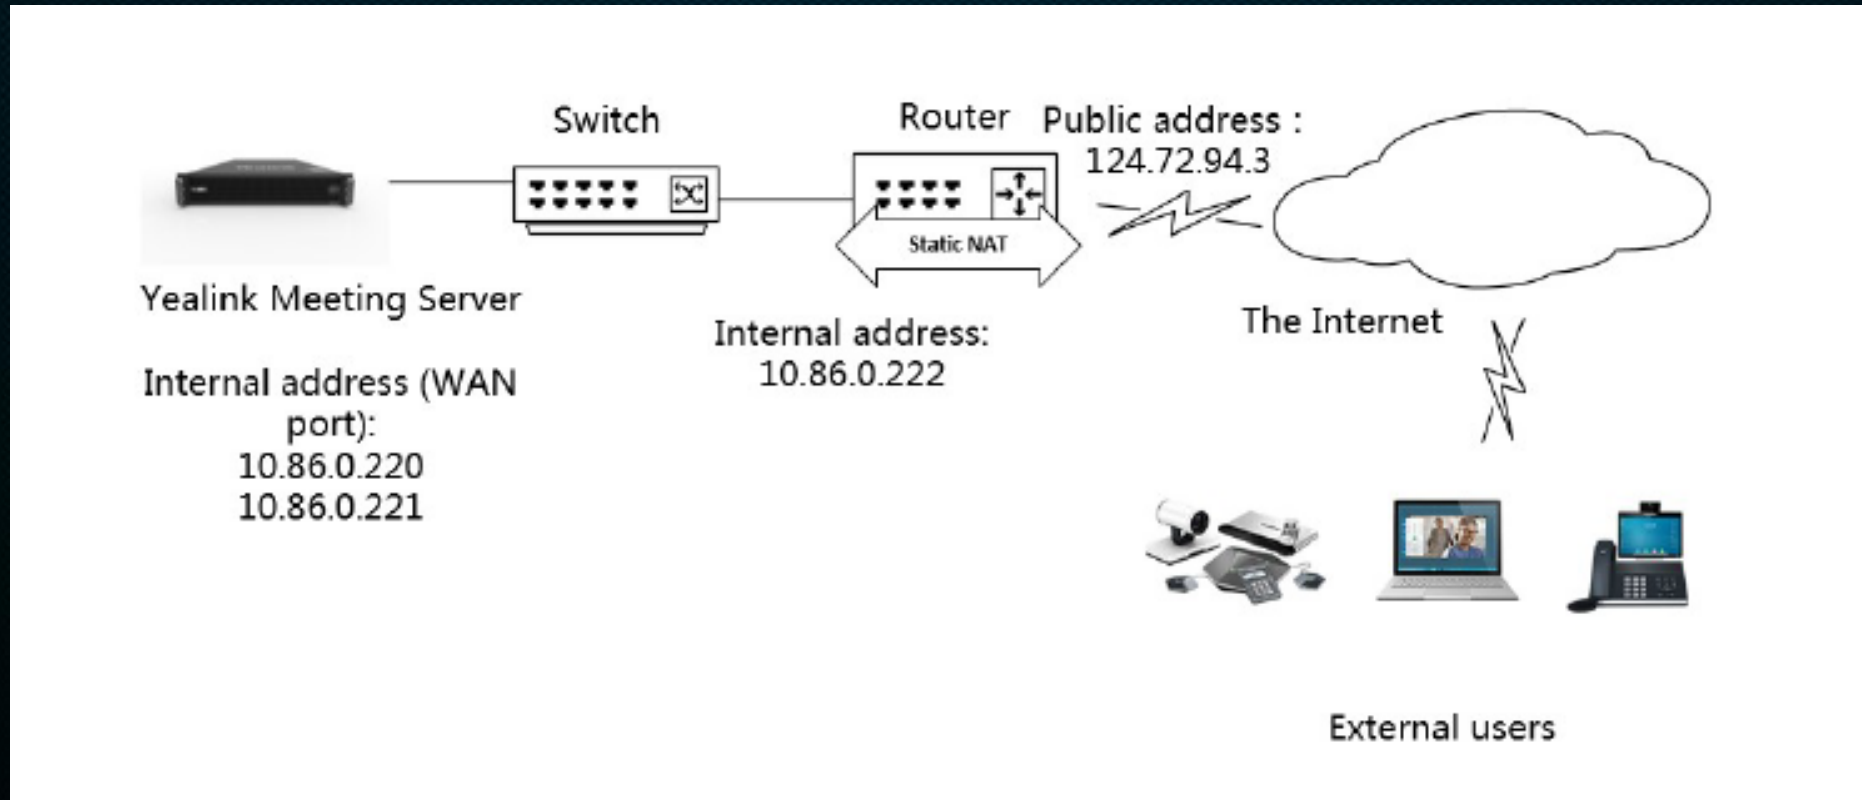 Switch
Router
Public address :
124.72.94.3
Static NAT
Yealink Meeting Server
Internal address (WAN
port):
10.86.0.220
10.86.0.221
Internal address:
10.86.0.222
The Internet
External users